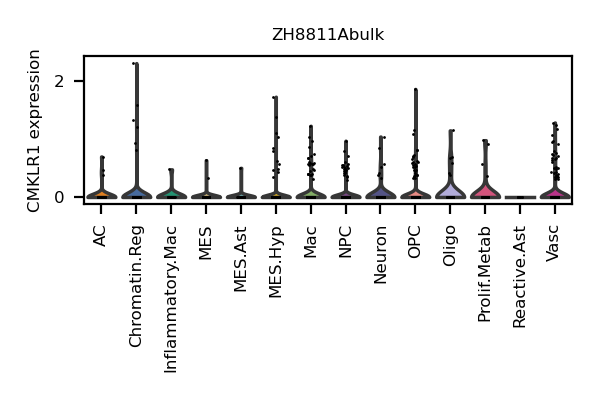 ZH8811Abulk
CMKLR1 expression
2
0
AC
Chromatin.Reg
Inflammatory.Mac
MES
MES.Ast
MES.Hyp
Mac
NPC
Neuron
OPC
Oligo
Prolif.Metab
Reactive.Ast
Vasc